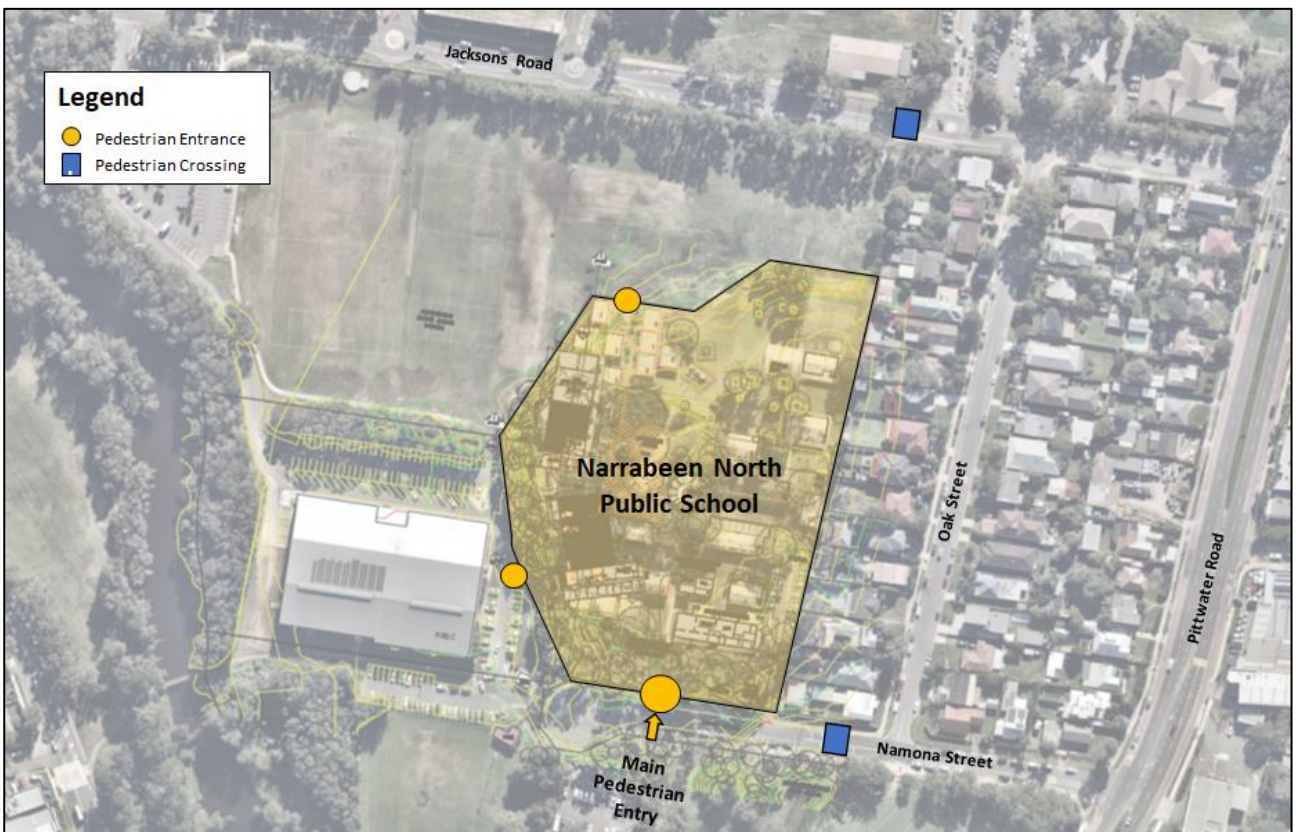 Jacksons Road
Legend
Pedestrian Entrance
Pedestrian Crossing
Narrabeen North
Public School
Oak Street
Pittwater Road
Namona Street
Main
Pedestrian
Entry